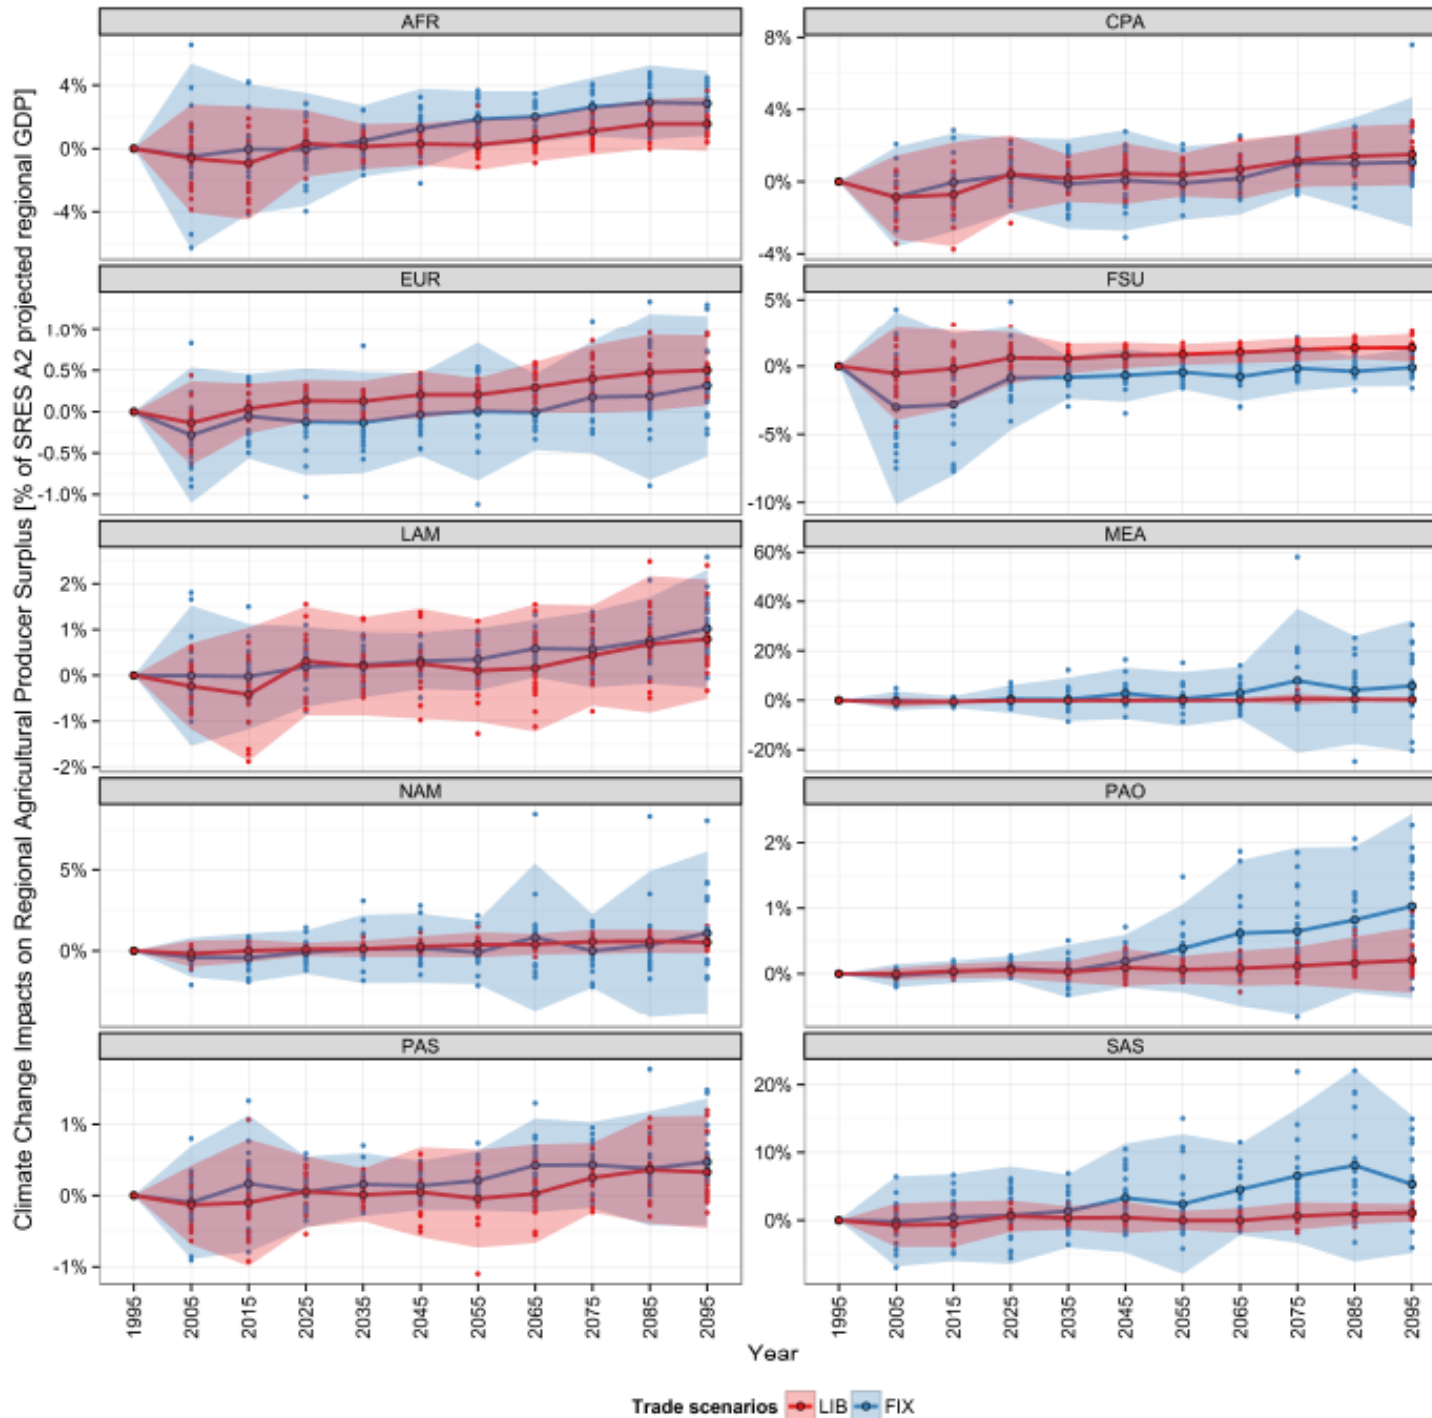 Climate Change Impacts on Regional Agricultural Producer Surplus [% of SRES A2 projected regional GDP]
AFR
4%
0%
-4%
CPA
8%
4%
0%
-4%
EUR
1.0%
0.5%
0.0%
-0.5%
-1.0%
FSU
5%
0%
-5%
-10%
LAM
2%
1%
0%
-1%
-2%
MEA
60%
40%
20%
0%
-20%
NAM
5%
0%
PAO
2%
1%
0%
PAS
1%
0%
-1%
SAS
20%
10%
0%
1995 2005 2015 2025 2035 2045 2055 2065 2075 2085 2095
1995 2005 2015 2025 2035 2045 2055 2065 2075 2085 2095
Year
Trade scenarios LIB FIX